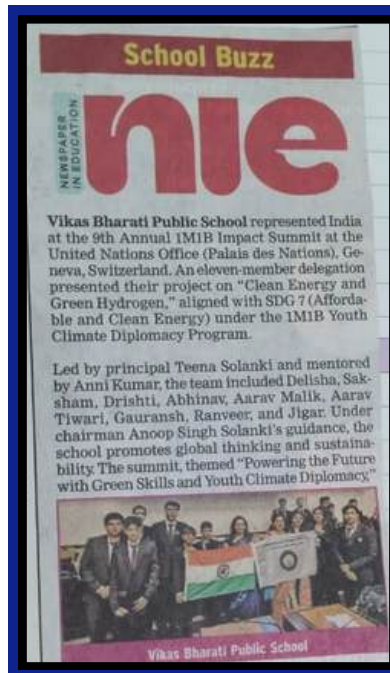 School Buzz
NEWSPAPER
IN EDUCATION
nie
Vikas Bharati Public School represented India
at the 9th Annual 1M1B Impact Summit at the
United Nations Office (Palais des Nations), Ge-
neva, Switzerland. An eleven-member delegation
presented their project on “Clean Energy and
Green Hydrogen,” aligned with SDG 7 (Afforda-
ble and Clean Energy) under the 1M1B Youth
Climate Diplomacy Program.
Led by principal Teena Solanki and mentored
by Anni Kumar, the team included Delisha, Sak-
sham, Drishti, Abhinav, Aarav Malik, Aarav
Tiwari, Gauransh, Ranveer, and Jigar. Under
chairman Anoop Singh Solanki's guidance, the
school promotes global thinking and sustaina-
bility. The summit, themed “Powering the Future
with Green Skills and Youth Climate Diplomacy,”
Vikas Bharati Public School